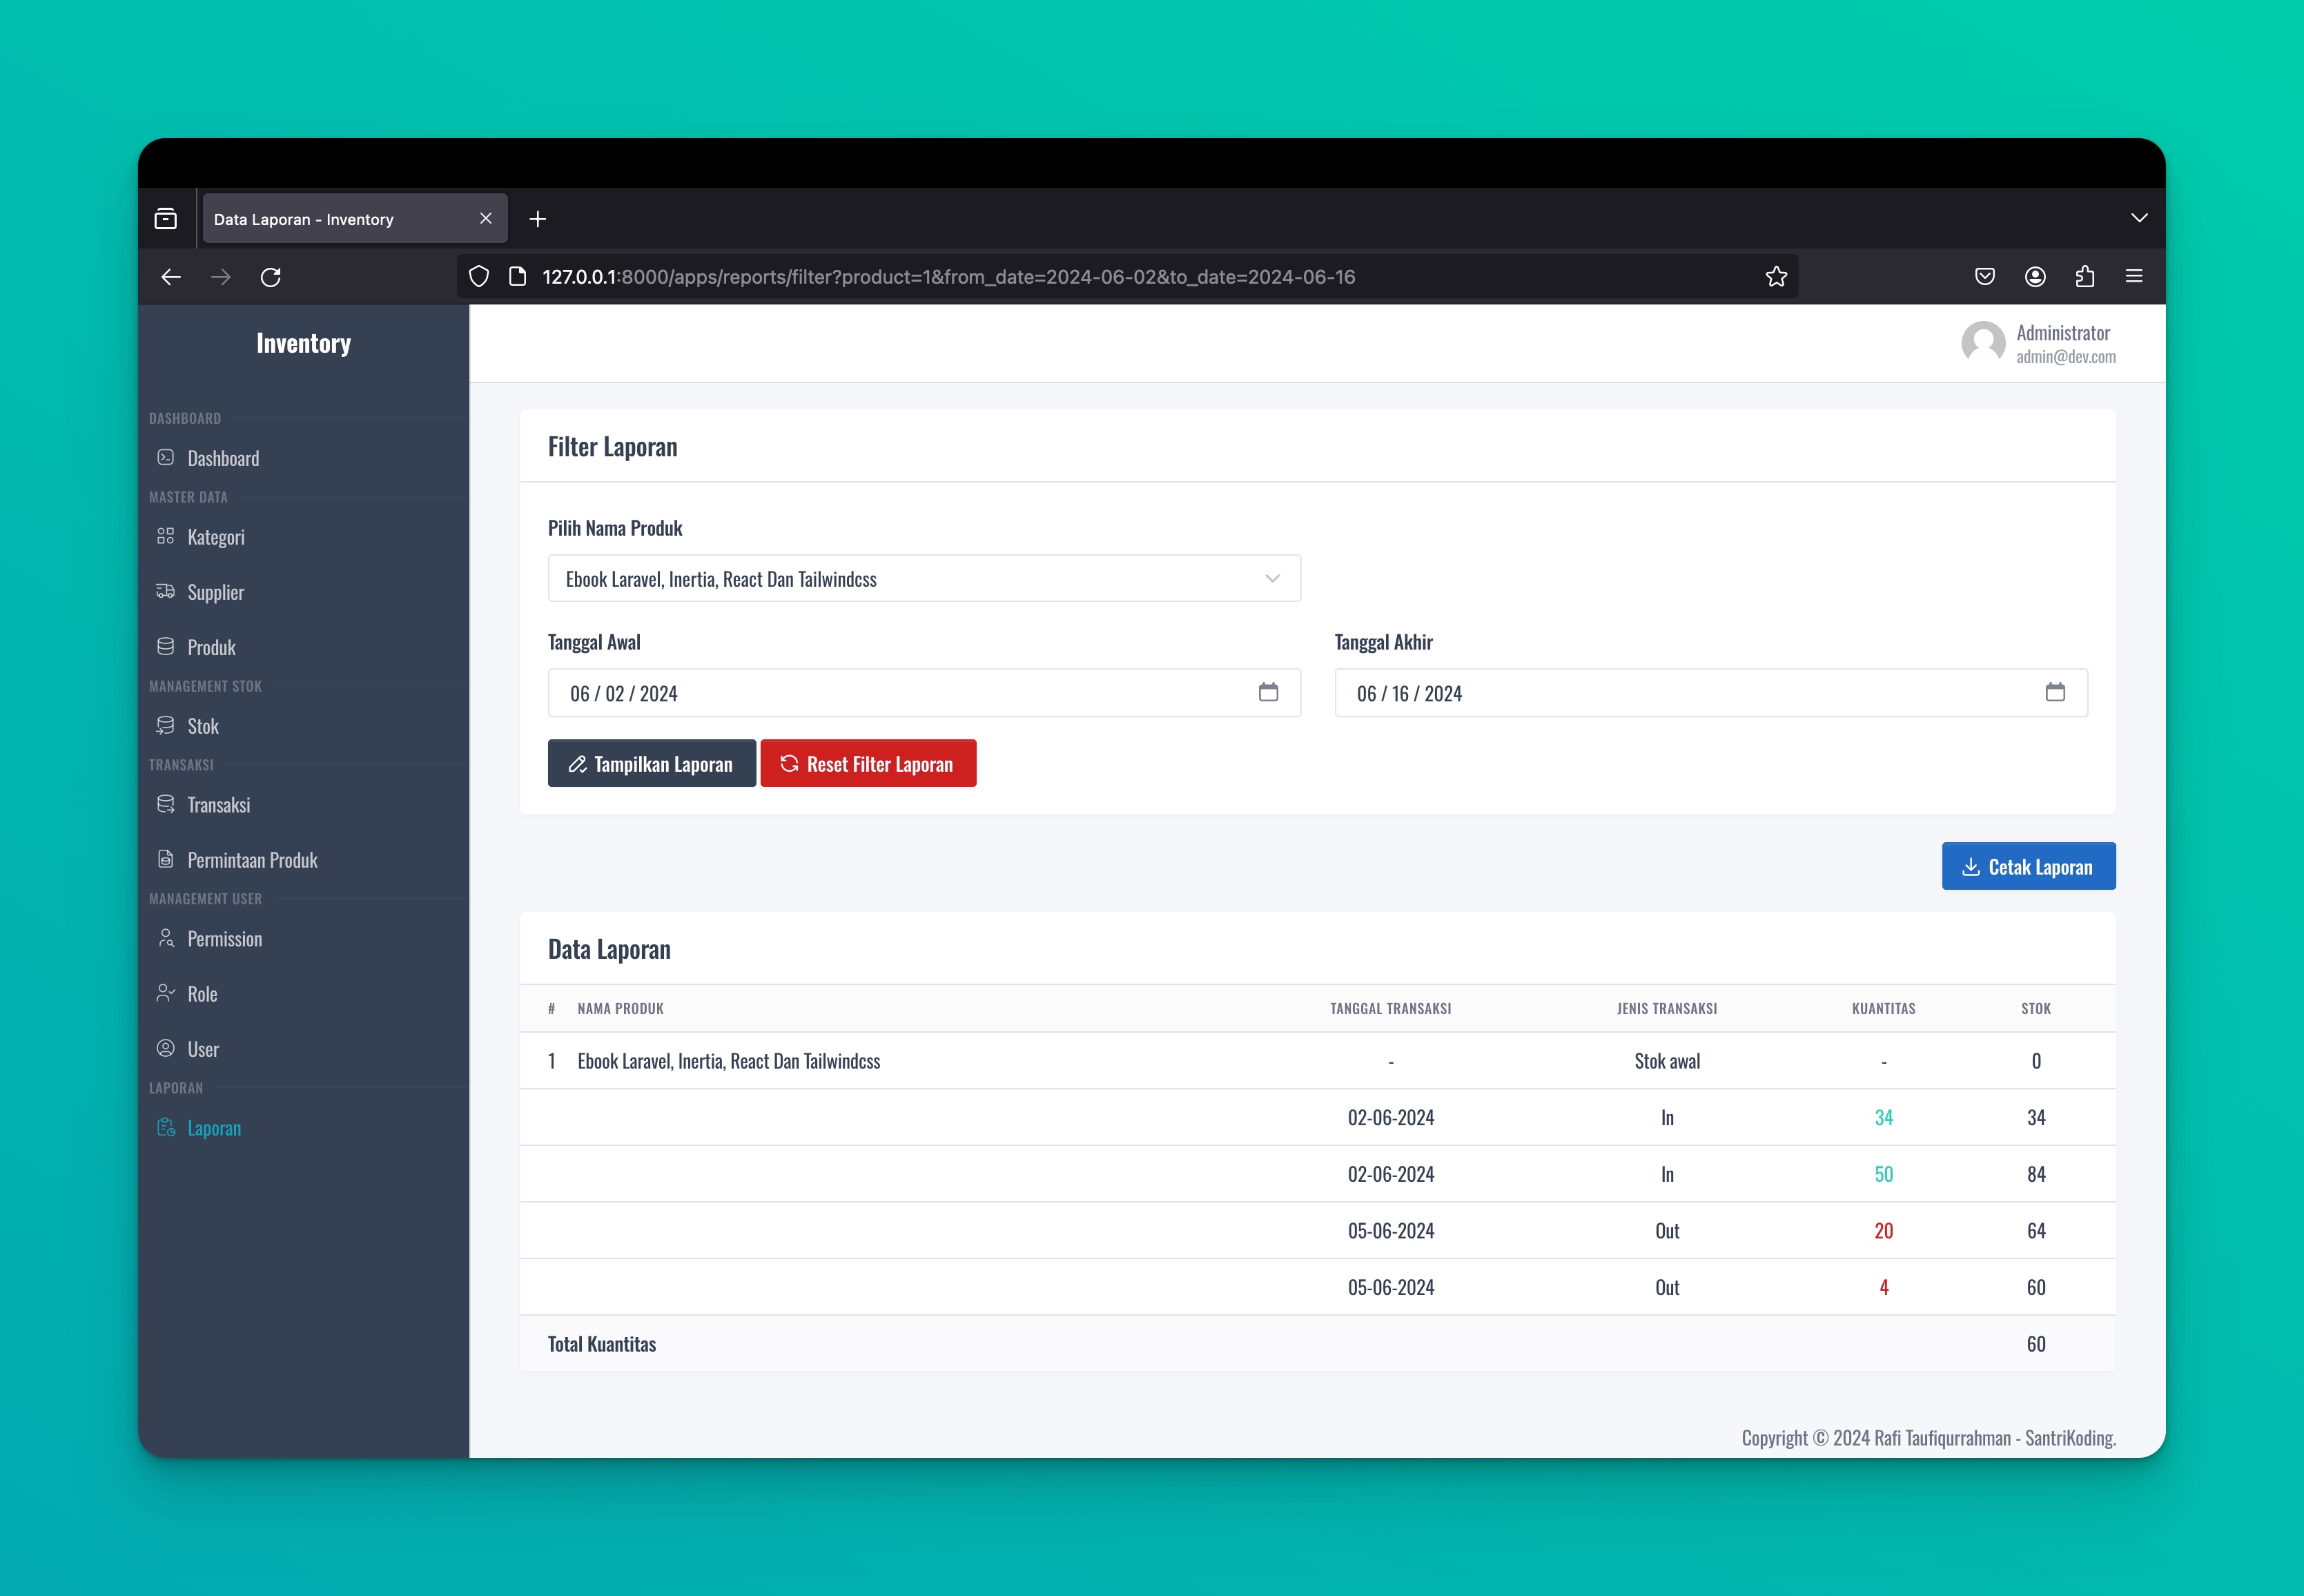 Data Laporan - Inventory
127.0.0.1:8000/apps/reports/filter?product=1&from_date=2024-06-02&to_date=2024-06-16
Inventory
Administrator
admin@dev.com
DASHBOARD
Dashboard
MASTER DATA
Kategori
Supplier
Produk
MANAGEMENT STOK
Stok
TRANSAKSI
Transaksi
Permintaan Produk
MANAGEMENT USER
Permission
Role
User
LAPORAN
Laporan
Filter Laporan
Pilih Nama Produk
Ebook Laravel, Inertia, React Dan Tailwindcss
Tanggal Awal Tanggal Akhir
06 / 02 / 2024 06 / 16 / 2024
Tampilkan Laporan Reset Filter Laporan
Cetak Laporan
Data Laporan
# NAMA PRODUK TANGGAL TRANSAKSI JENIS TRANSAKSI KUANTITAS STOK
1 Ebook Laravel, Inertia, React Dan Tailwindcss - Stok awal - 0
02-06-2024 In 34 34
02-06-2024 In 50 84
05-06-2024 Out 20 64
05-06-2024 Out 4 60
Total Kuantitas 60
Copyright © 2024 Rafi Taufiqurrahman - SantriKoding.